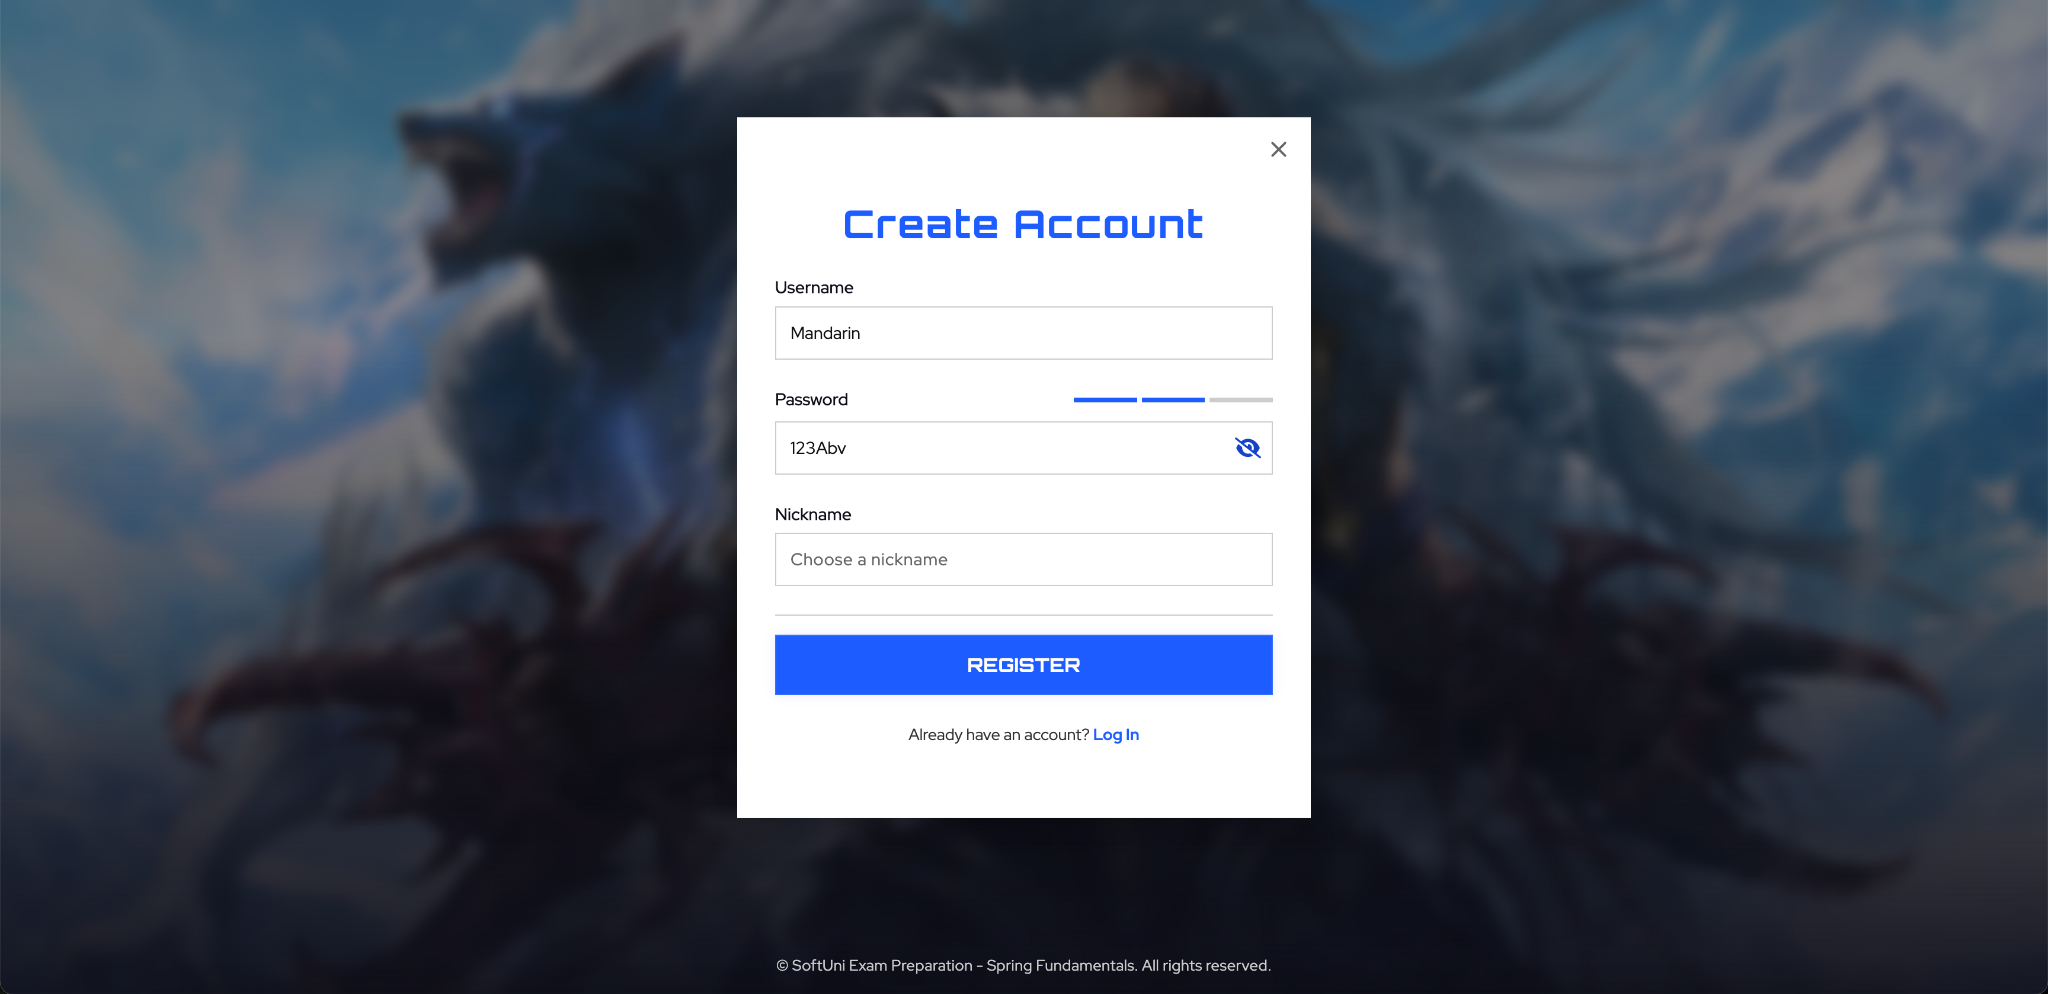 Create Account
Username
Mandarin
Password
123Abv
Nickname
Choose a nickname
REGISTER
Already have an account? Log In
© SoftUni Exam Preparation - Spring Fundamentals. All rights reserved.